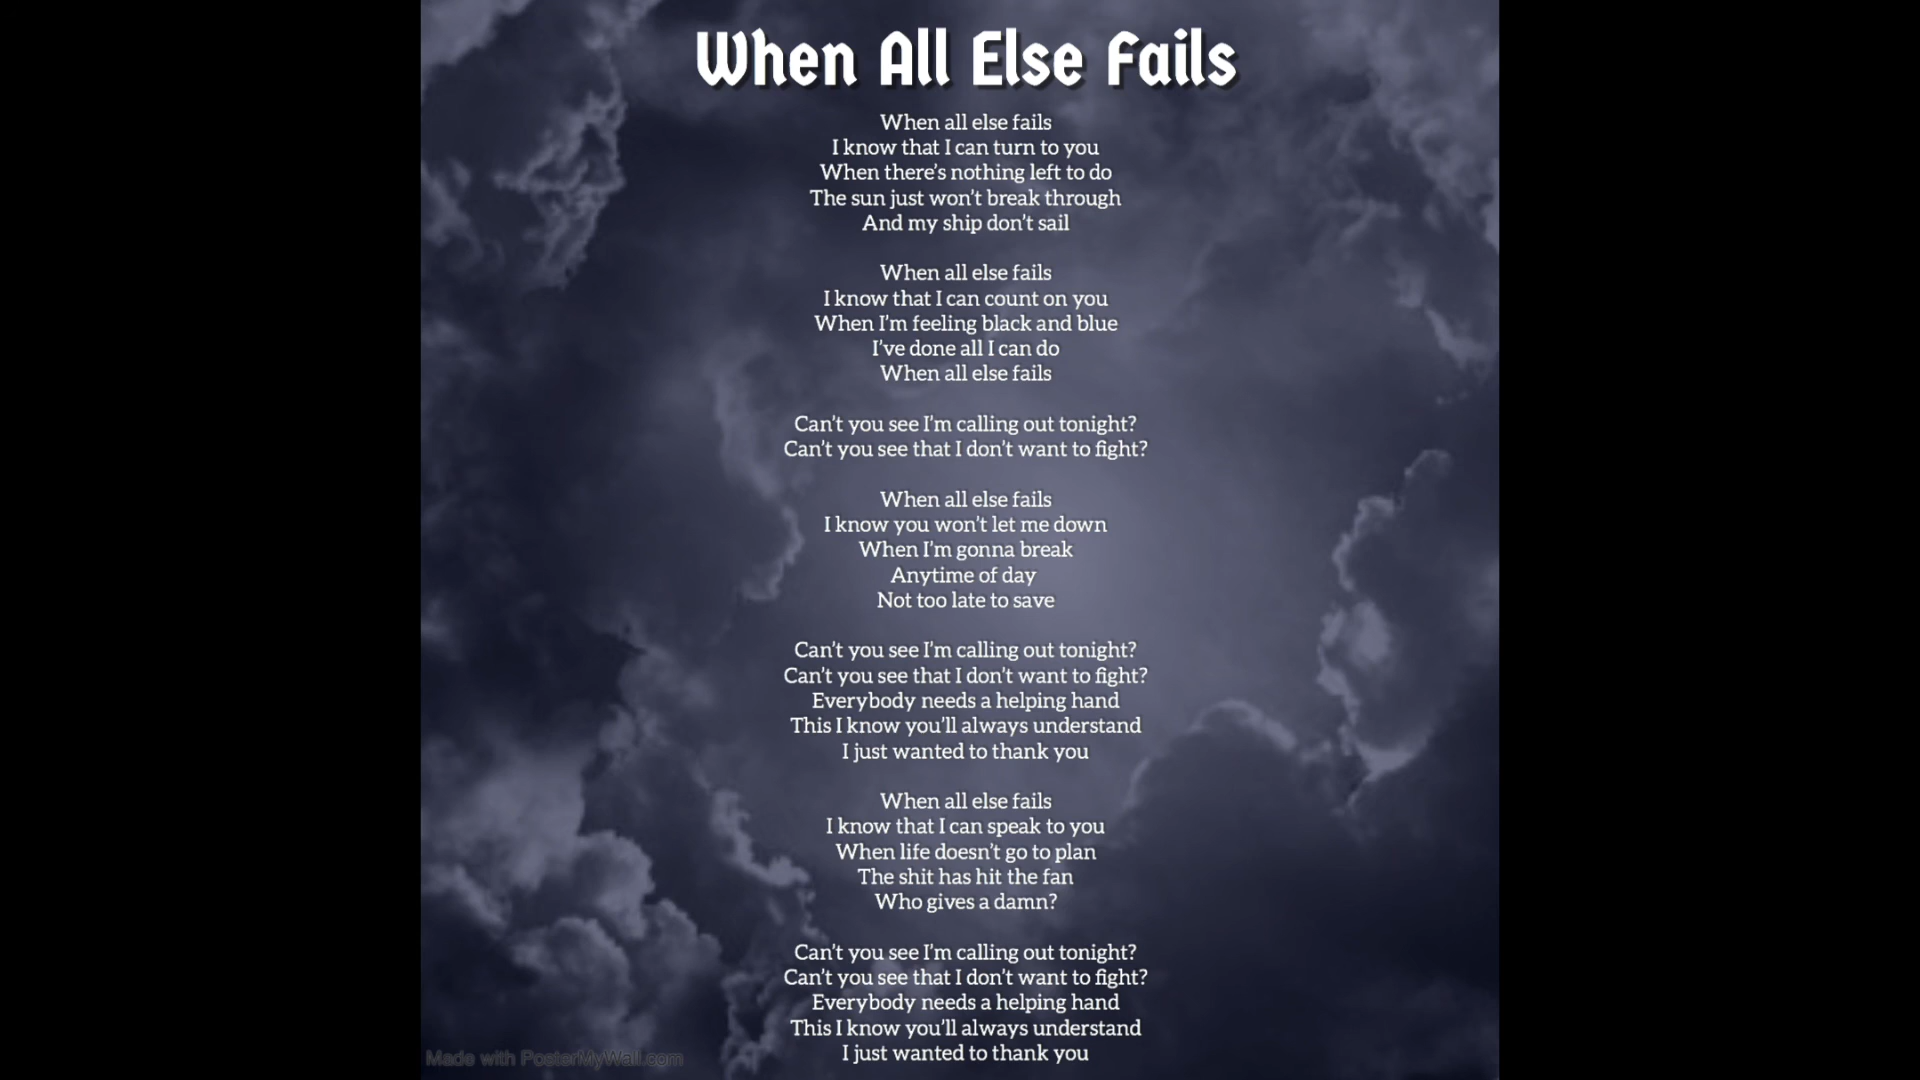 When All Else Fails
When all else fails
I know that I can turn to you
When there's nothing left to do
The sun just won't break through
And my ship don't sail
When all else fails
I know that I can count on you
When I'm feeling black and blue
I've done all I can do
When all else fails
Can't you see I'm calling out tonight?
Can't you see that I don't want to fight?
When all else fails
I know you won't let me down
When I'm gonna break
Anytime of day
Not too late to save
Can't you see I'm calling out tonight?
Can't you see that I don't want to fight?
Everybody needs a helping hand
This I know you'll always understand
I just wanted to thank you
When all else fails
I know that I can speak to you
When life doesn't go to plan
The shit has hit the fan
Who gives a damn?
Can't you see I'm calling out tonight?
Can't you see that I don't want to fight?
Everybody needs a helping hand
This I know you'll always understand
I just wanted to thank you
Made with PosterMyWall.com